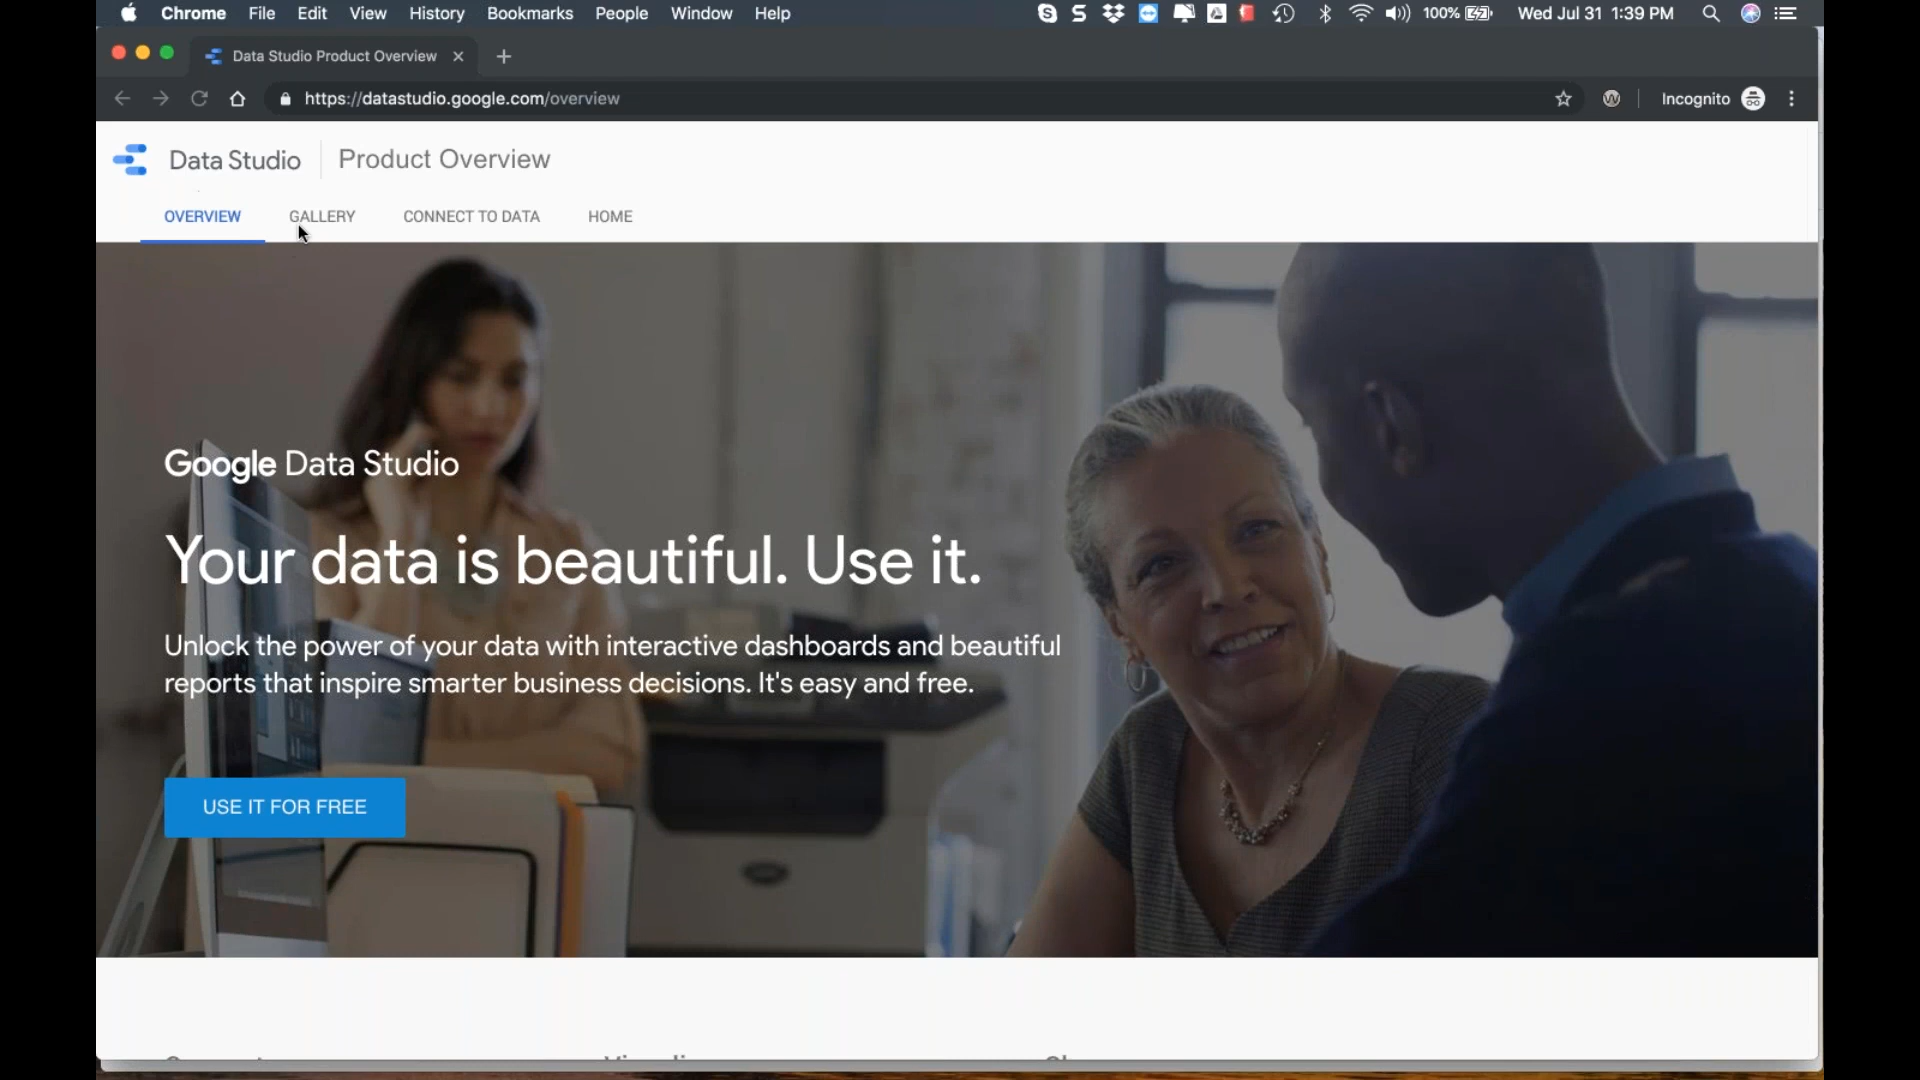 Chrome File Edit View History Bookmarks People Window Help 100% Wed Jul 31 1:39 PM
Data Studio Product Overview
https://datastudio.google.com/overview Incognito
Data Studio Product Overview
OVERVIEW GALLERY CONNECT TO DATA HOME
Google Data Studio
Your data is beautiful. Use it.
Unlock the power of your data with interactive dashboards and beautiful
reports that inspire smarter business decisions. It's easy and free.
USE IT FOR FREE